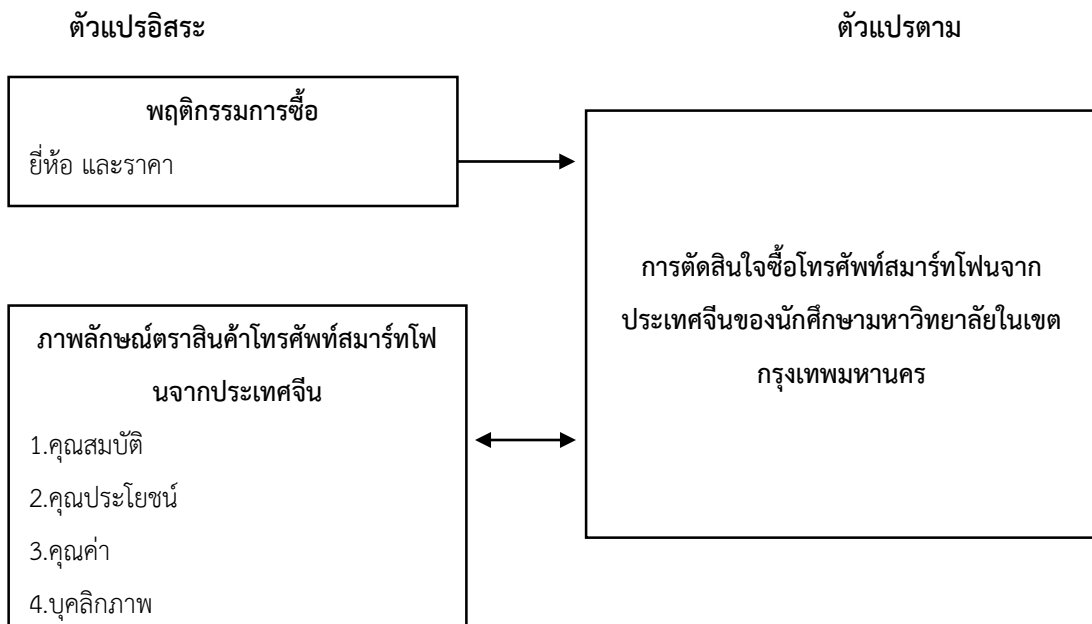 ตัวแปรอิสระ
ตัวแปรตาม
พฤติกรรมการซื้อ
ยี่ห้อ และราคา
ภาพลักษณ์ตราสินค้าโทรศัพท์สมาร์ทโฟ
นจากประเทศจีน
1.คุณสมบัติ
2.คุณประโยชน์
3.คุณค่า
4.บุคลิกภาพ
การตัดสินใจซื้อโทรศัพท์สมาร์ทโฟนจาก
ประเทศจีนของนักศึกษามหาวิทยาลัยในเขต
กรุงเทพมหานคร